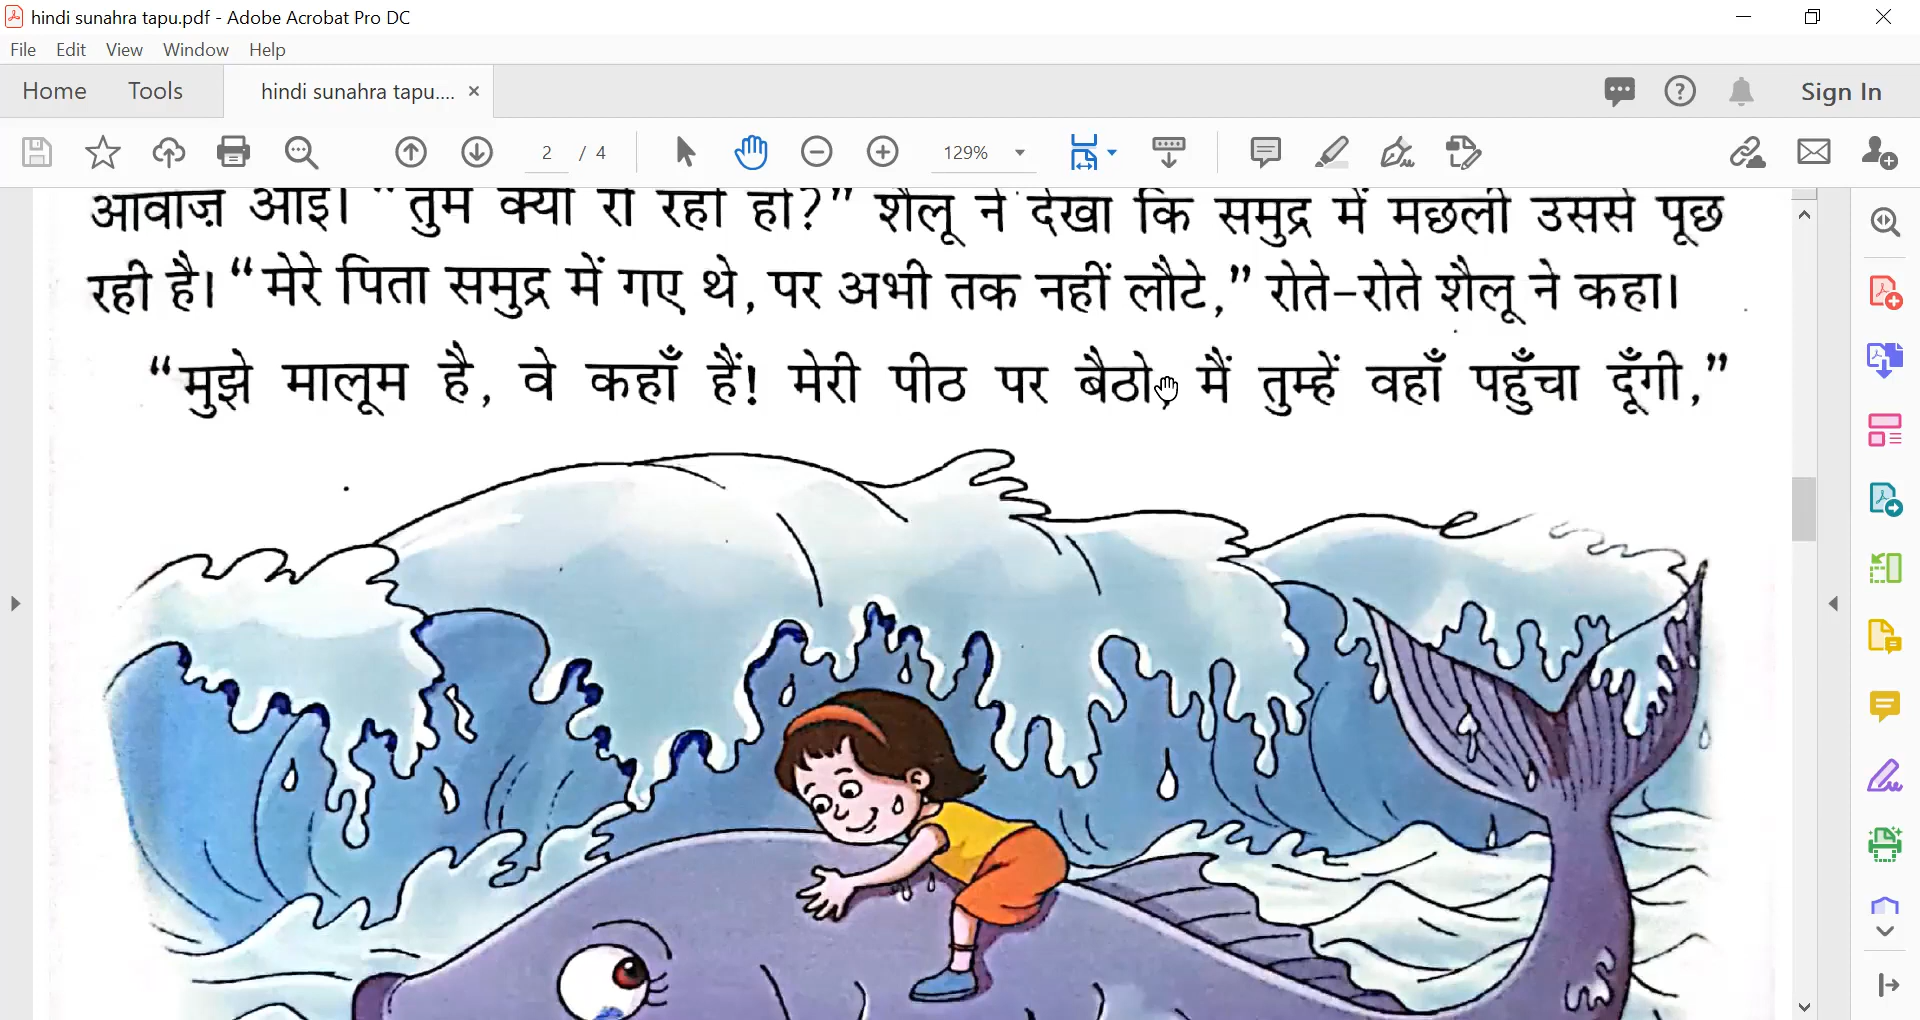 hindi sunahra tapu.pdf - Adobe Acrobat Pro DC
File Edit View Window Help
Home Tools hindi sunahra tapu.... × Sign In
2 / 4 129%
आवाज़ आई। “तुम क्यों रो रही हो?” शैलू ने देखा कि समुद्र में मछली उससे पूछ
रही है। “मेरे पिता समुद्र में गए थे, पर अभी तक नहीं लौटे,” रोते-रोते शैलू ने कहा।
“मुझे मालूम है, वे कहाँ हैं! मेरी पीठ पर बैठो, मैं तुम्हें वहाँ पहुँचा दूँगी,”